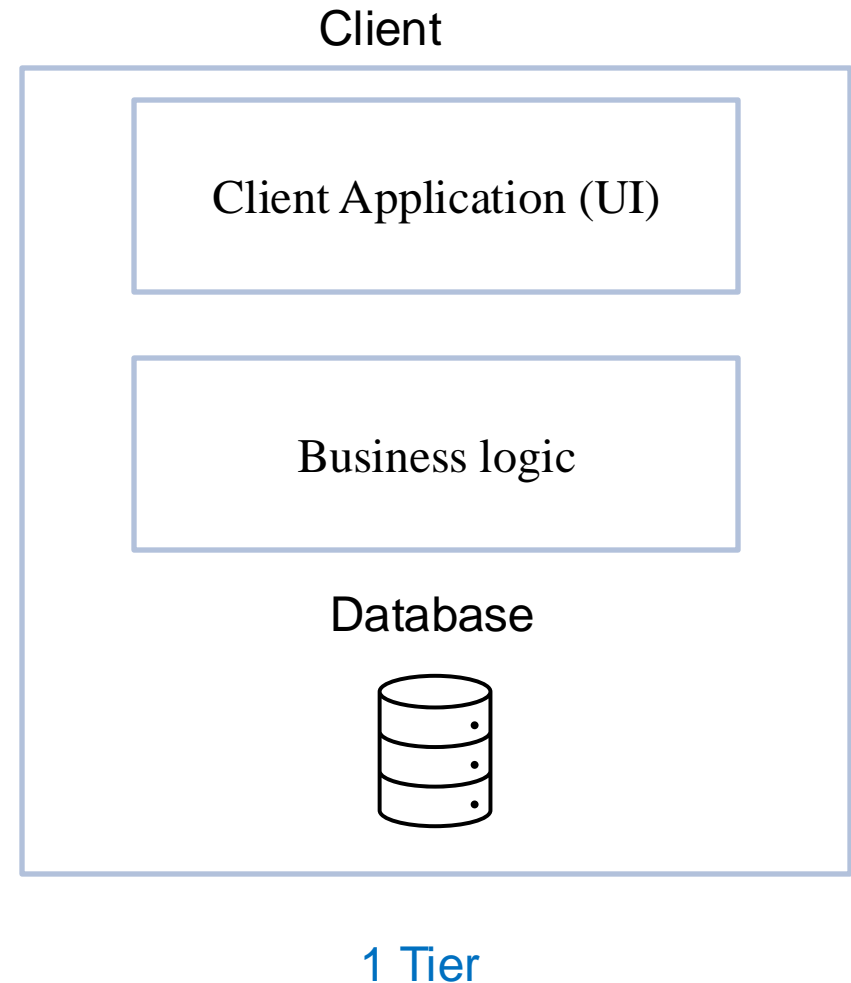 Client
Client Application (UI)
Business logic
Database
1 Tier